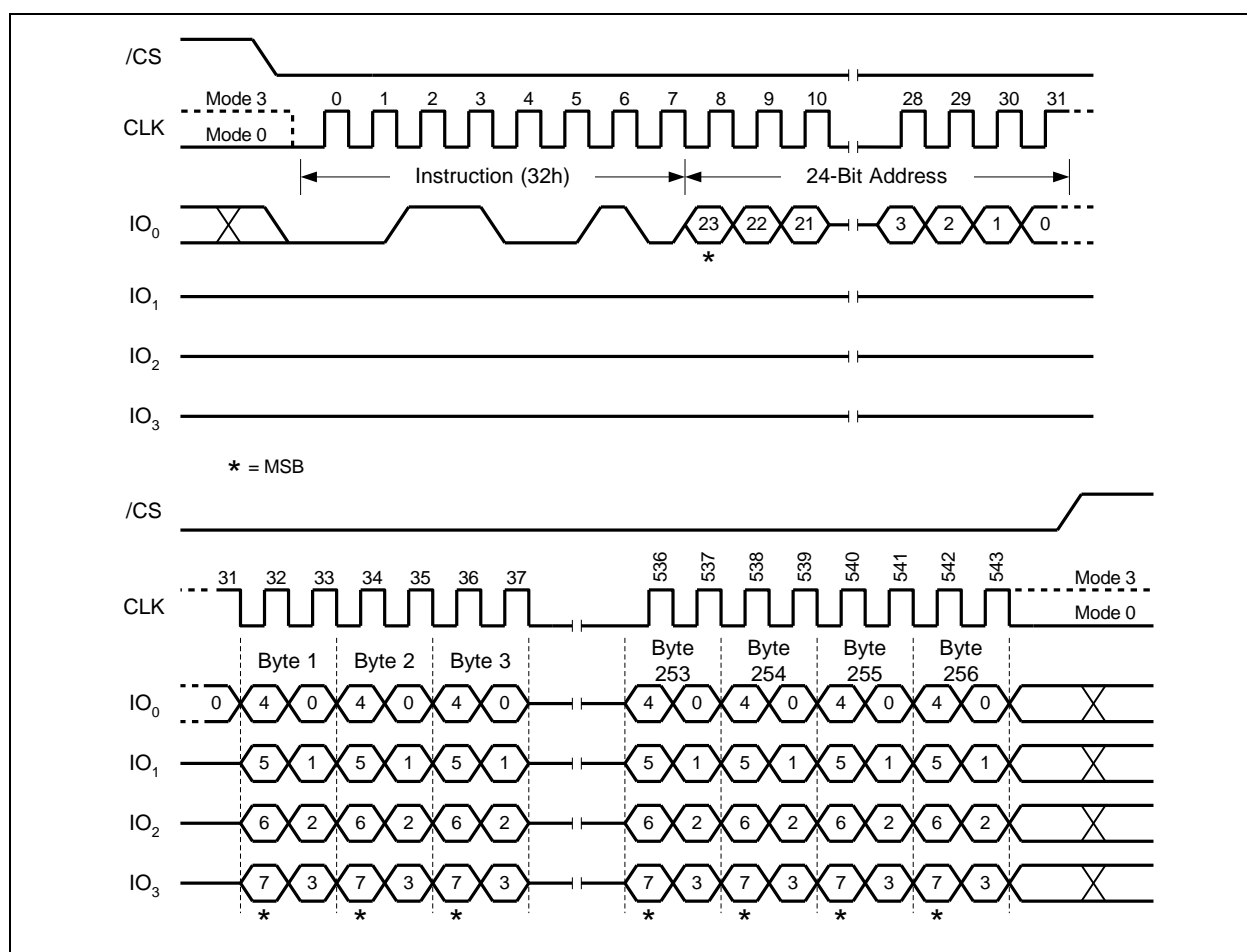 /CS
Mode 3 0 1 2 3 4 5 6 7 8 9 10 28 29 30 31
CLK
Mode 0
Instruction (32h) 24-Bit Address
IO0 23 22 21 3 2 1 0
*
IO1
IO2
IO3
* = MSB
/CS
31 32 33 34 35 36 37 536 537 538 539 540 541 542 543 Mode 3
CLK
Mode 0
Byte 1 Byte 2 Byte 3 Byte 253 Byte 254 Byte 255 Byte 256
IO0 0 4 0 4 0 4 0 4 0 4 0 4 0 4 0
IO1 5 1 5 1 5 1 5 1 5 1 5 1 5 1
IO2 6 2 6 2 6 2 6 2 6 2 6 2 6 2
IO3 7 3 7 3 7 3 7 3 7 3 7 3 7 3
* * * * * * *